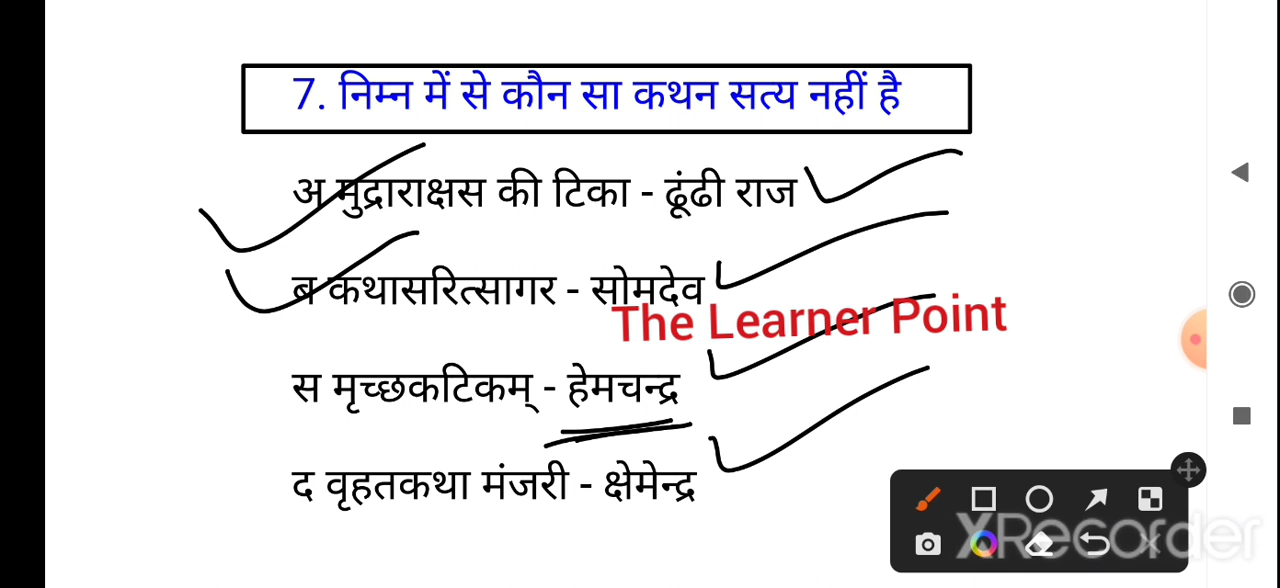 7. निम्न में से कौन सा कथन सत्य नहीं है
अ मुद्राराक्षस की टिका - ढूंढी राज
ब कथासरित्सागर - सोमदेव
The Learner Point
स मृच्छकटिकम् - हेमचन्द्र
द वृहतकथा मंजरी - क्षेमेन्द्र
XRecorder